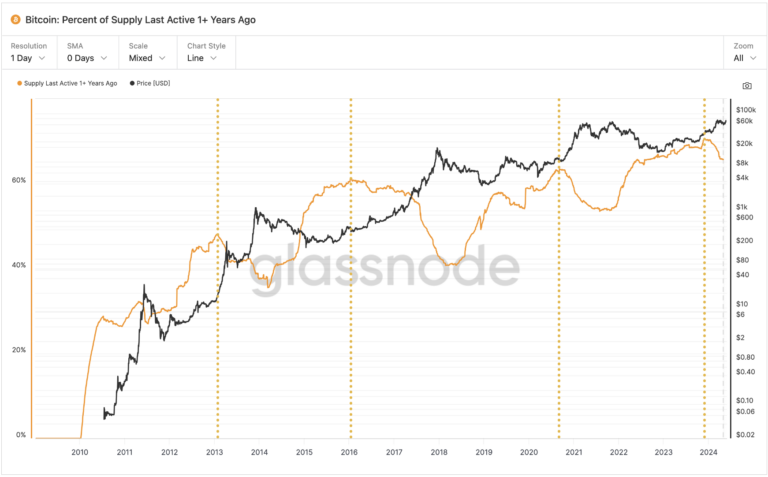 Bitcoin: Percent of Supply Last Active 1+ Years Ago
Resolution SMA Scale Chart Style Zoom
1 Day 0 Days Mixed Line All
Supply Last Active 1+ Years Ago Price [USD]
$100k
$60k
$20k
$8k
60% $4k
$1k
$600
glassnode
$200
40% $80
$40
$10
$6
20% $2
$0.80
$0.40
$0.10
$0.06
0% $0.02
2010 2011 2012 2013 2014 2015 2016 2017 2018 2019 2020 2021 2022 2023 2024